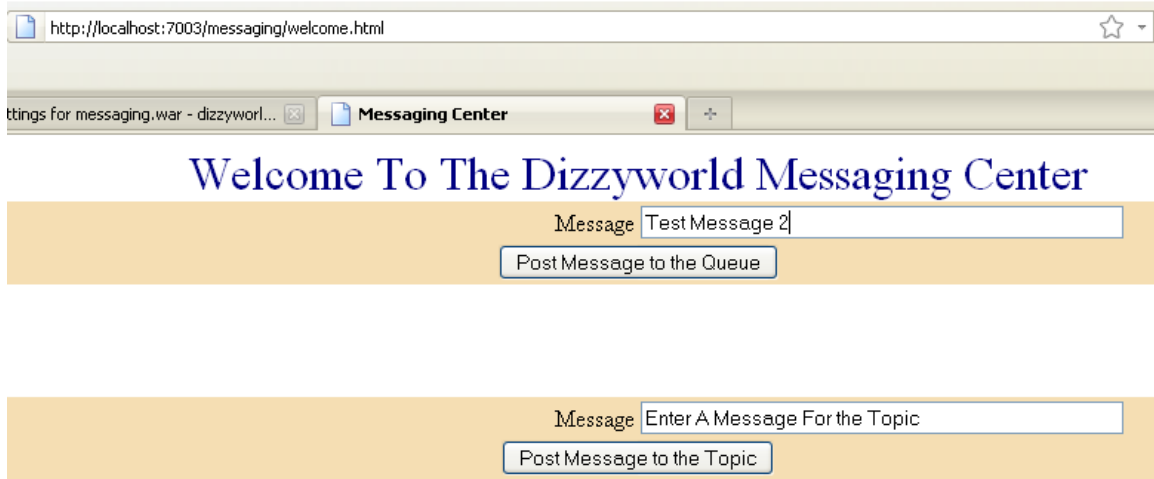 http://localhost:7003/messaging/welcome.html
ttings for messaging.war - dizzyworl... Messaging Center
Welcome To The Dizzyworld Messaging Center
Message Test Message 2
Post Message to the Queue
Message Enter A Message For the Topic
Post Message to the Topic